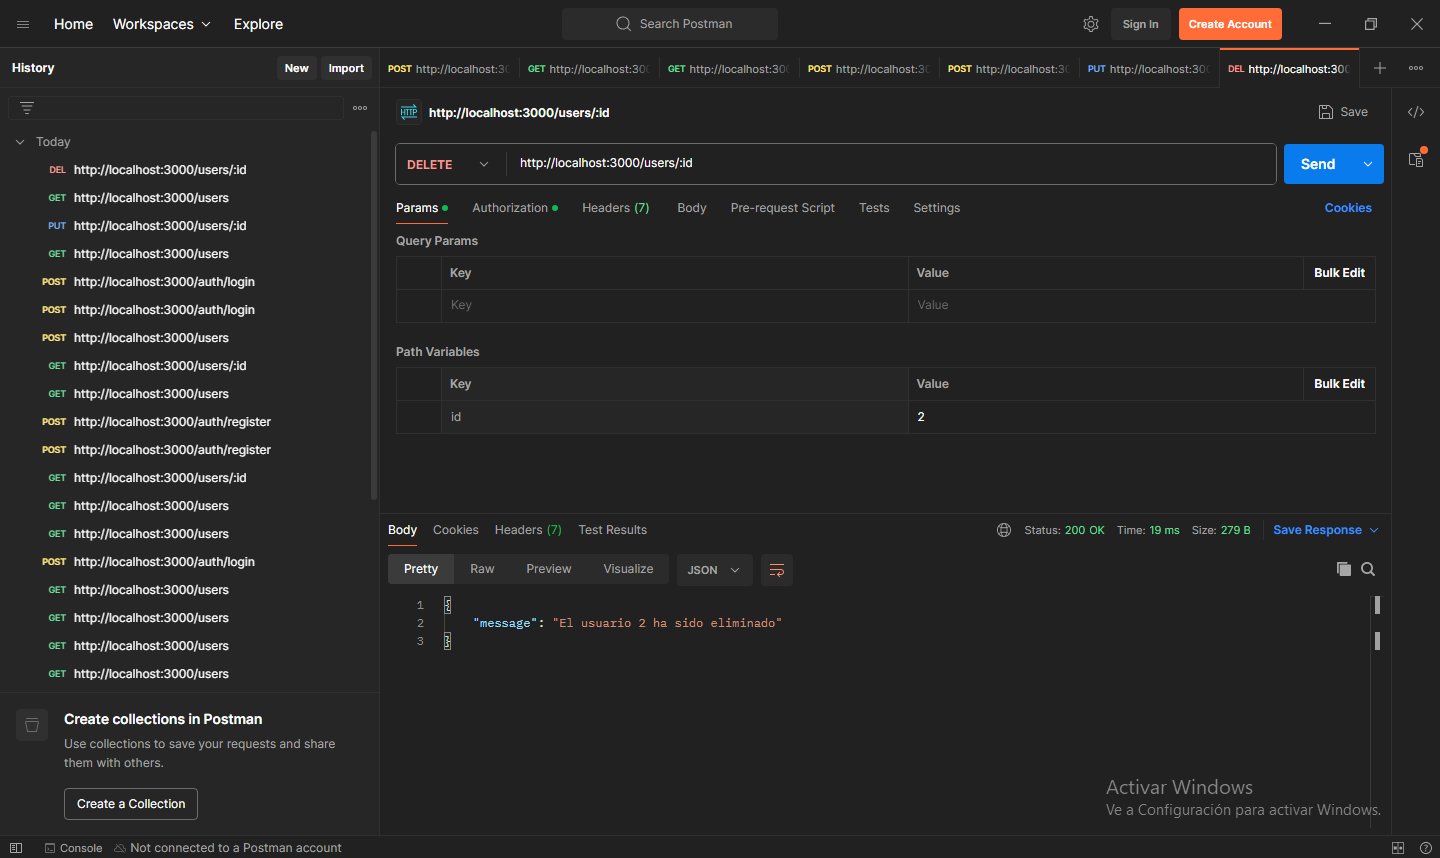 Home Workspaces Explore Search Postman Sign In Create Account
History New Import
POST http://localhost:30 GET http://localhost:300 GET http://localhost:300 POST http://localhost:30 POST http://localhost:30 PUT http://localhost:300 DEL http://localhost:300
Today
DEL http://localhost:3000/users/:id
GET http://localhost:3000/users
PUT http://localhost:3000/users/:id
GET http://localhost:3000/users
POST http://localhost:3000/auth/login
POST http://localhost:3000/auth/login
POST http://localhost:3000/users
GET http://localhost:3000/users/:id
GET http://localhost:3000/users
POST http://localhost:3000/auth/register
POST http://localhost:3000/auth/register
GET http://localhost:3000/users/:id
GET http://localhost:3000/users
GET http://localhost:3000/users
POST http://localhost:3000/auth/login
GET http://localhost:3000/users
GET http://localhost:3000/users
GET http://localhost:3000/users
GET http://localhost:3000/users
Create collections in Postman
Use collections to save your requests and share
them with others.
Create a Collection
HTTP http://localhost:3000/users/:id Save
DELETE http://localhost:3000/users/:id Send
Params Authorization Headers (7) Body Pre-request Script Tests Settings Cookies
Query Params
Key Value Bulk Edit
Key Value
Path Variables
Key Value Bulk Edit
id 2
Body Cookies Headers (7) Test Results Status: 200 OK Time: 19 ms Size: 279 B Save Response
Pretty Raw Preview Visualize JSON
1 {
2 "message": "El usuario 2 ha sido eliminado"
3 }
Activar Windows
Ve a Configuración para activar Windows.
Console Not connected to a Postman account